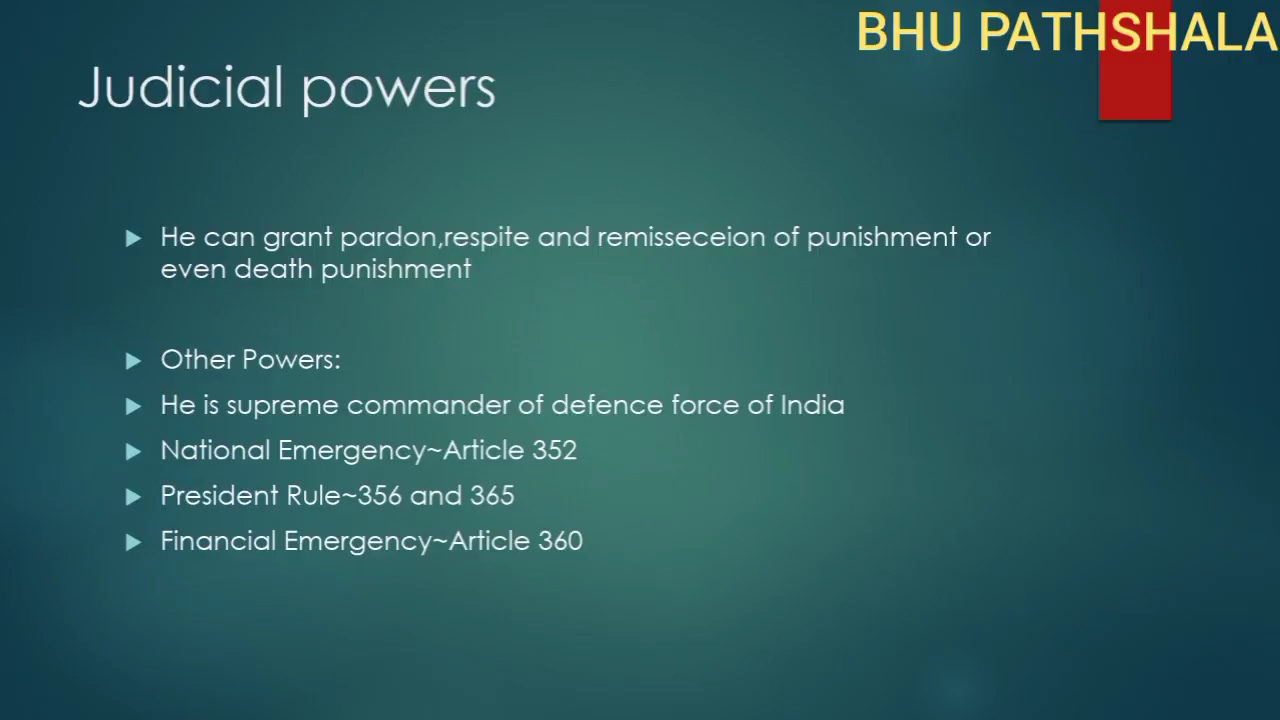 BHU PATHSHALA
Judicial powers
He can grant pardon,respite and remisseceion of punishment or
even death punishment
Other Powers:
He is supreme commander of defence force of India
National Emergency~Article 352
President Rule~356 and 365
Financial Emergency~Article 360